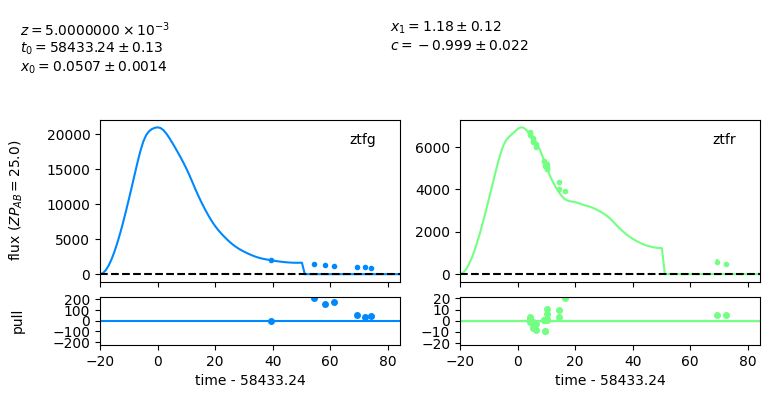 z = 5.0000000 × 10⁻³
t₀ = 58433.24 ± 0.13
x₀ = 0.0507 ± 0.0014
x₁ = 1.18 ± 0.12
c = −0.999 ± 0.022
flux (ZP_AB = 25.0)
20000
15000
10000
5000
0
ztfg
6000
4000
2000
0
ztfr
pull
200
100
0
−100
−200
−20
0
20
40
60
80
time - 58433.24
20
10
0
−10
−20
−20
0
20
40
60
80
time - 58433.24